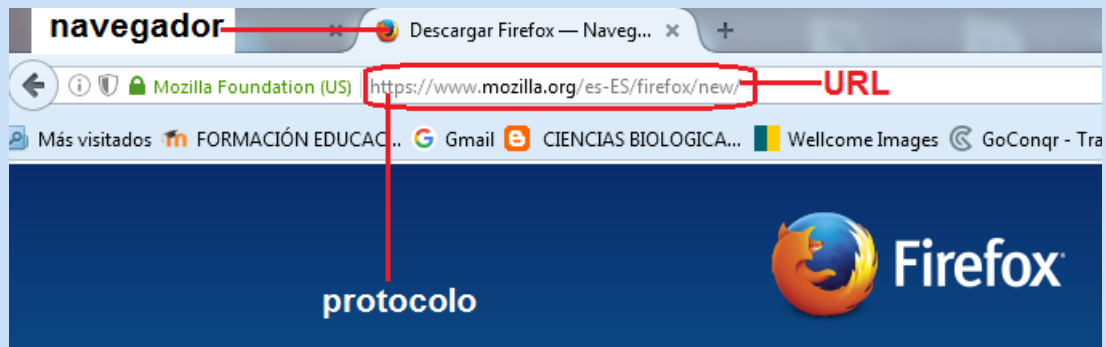 navegador
Descargar Firefox — Naveg...
Mozilla Foundation (US) https://www.mozilla.org/es-ES/firefox/new/ URL
Más visitados FORMACIÓN EDUCAC... Gmail CIENCIAS BIOLOGICA... Wellcome Images GoConqr - Tra
Firefox
protocolo